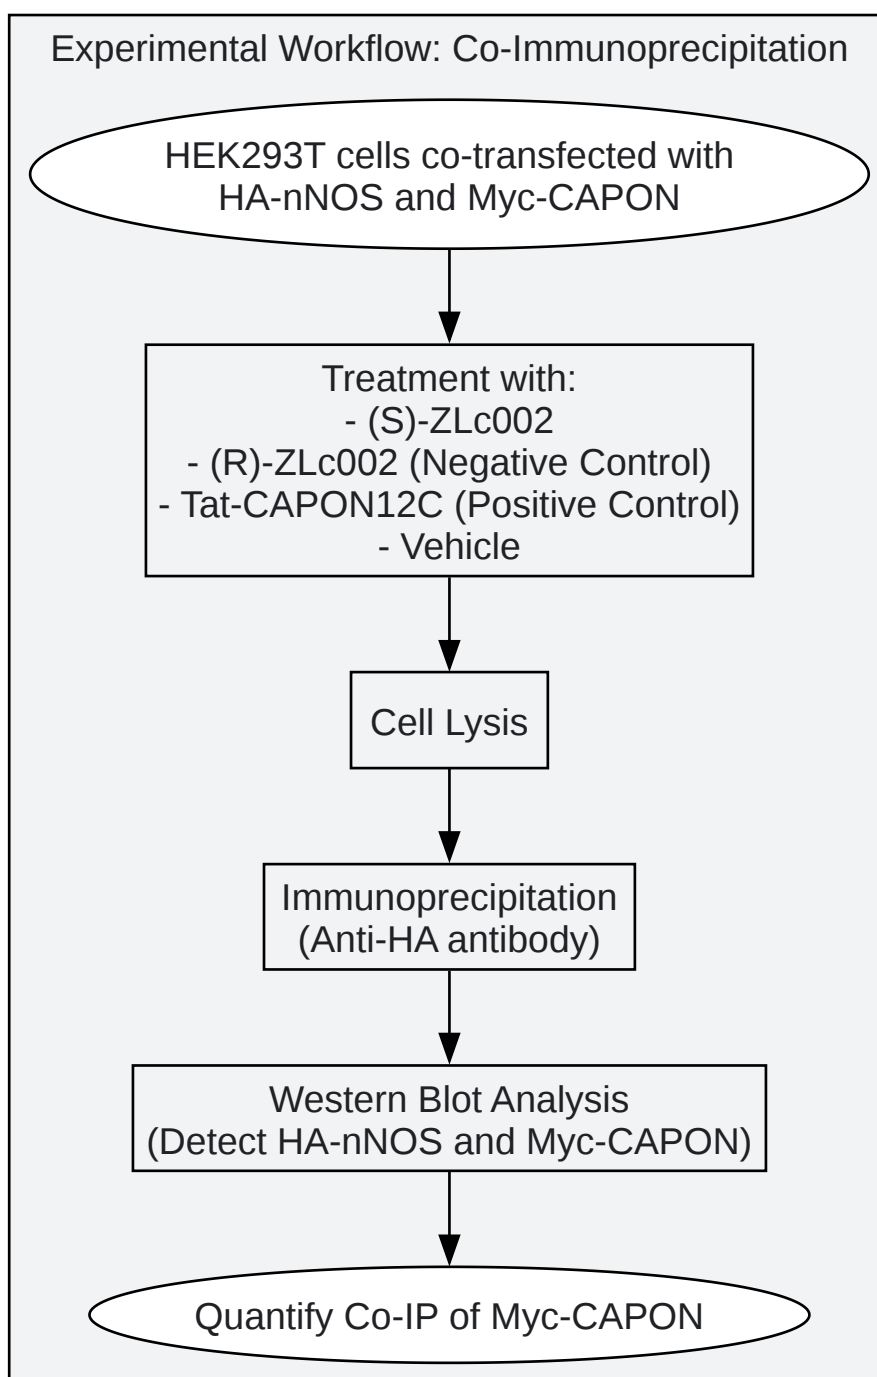 Experimental Workflow: Co-Immunoprecipitation
HEK293T cells co-transfected with
HA-nNOS and Myc-CAPON
Treatment with:
- (S)-ZLc002
- (R)-ZLc002 (Negative Control)
- Tat-CAPON12C (Positive Control)
- Vehicle
Cell Lysis
Immunoprecipitation
(Anti-HA antibody)
Western Blot Analysis
(Detect HA-nNOS and Myc-CAPON)
Quantify Co-IP of Myc-CAPON